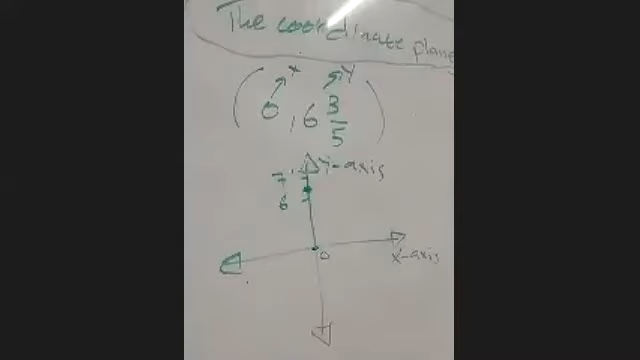 The coordinate plane
x y
(0, 6 3/5)
Y-axis
7
6
0
X-axis